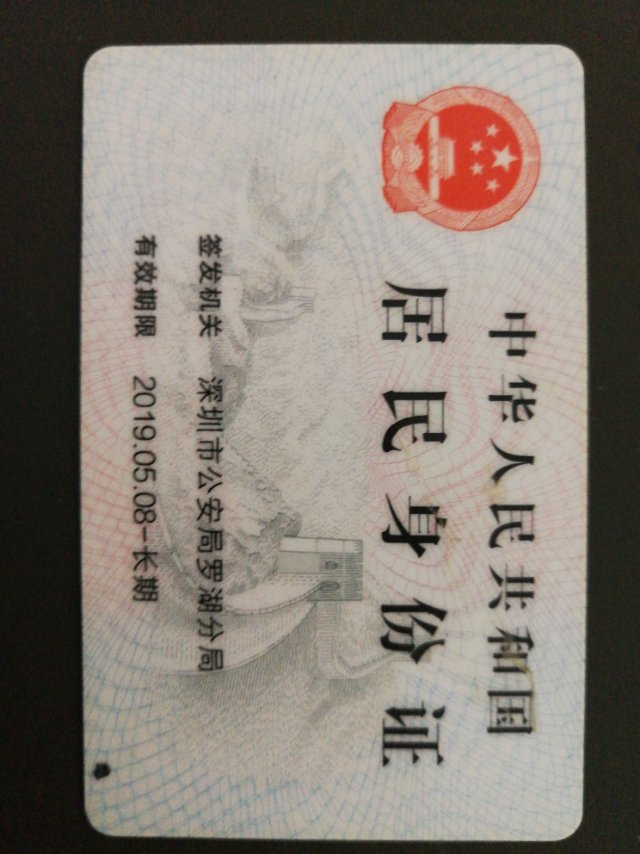 中华人民共和国
居民身份证
签发机关 深圳市公安局罗湖分局
有效期限 2019.05.08-长期